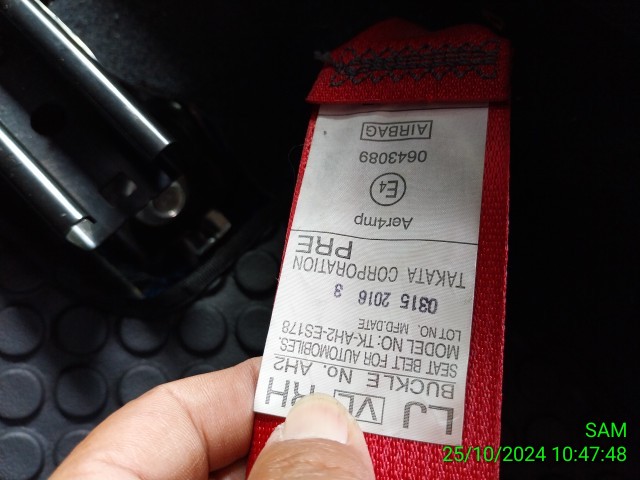 LJ VL RH
BUCKLE No. AH2
SEAT BELT FOR AUTOMOBILES.
MODEL NO: TK-AH2-ES178
LOT NO. MFD.DATE
0315 2016 3
TAKATA CORPORATION
PRE
Aer4mp
E4
0643089
AIRBAG
SAM
25/10/2024 10:47:48